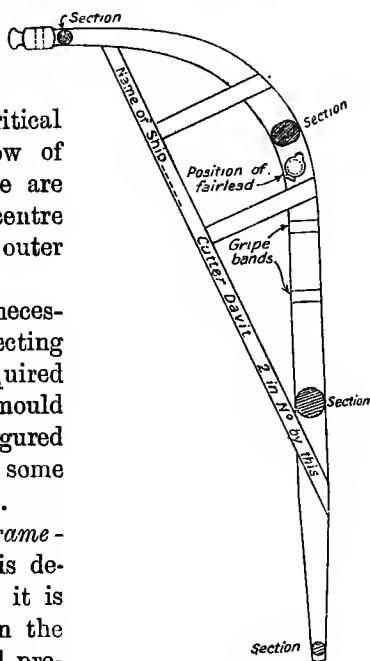 Section
Name of Ship
Section
Position of
fairlead
Gripe
bands
Cutter Davit 2 in Nº by this
Section
Section
ritical
ow of
e are
centre
outer
neces-
ecting
uired
mould
gured
some
.
rame-
is de-
it is
n the
l pre-